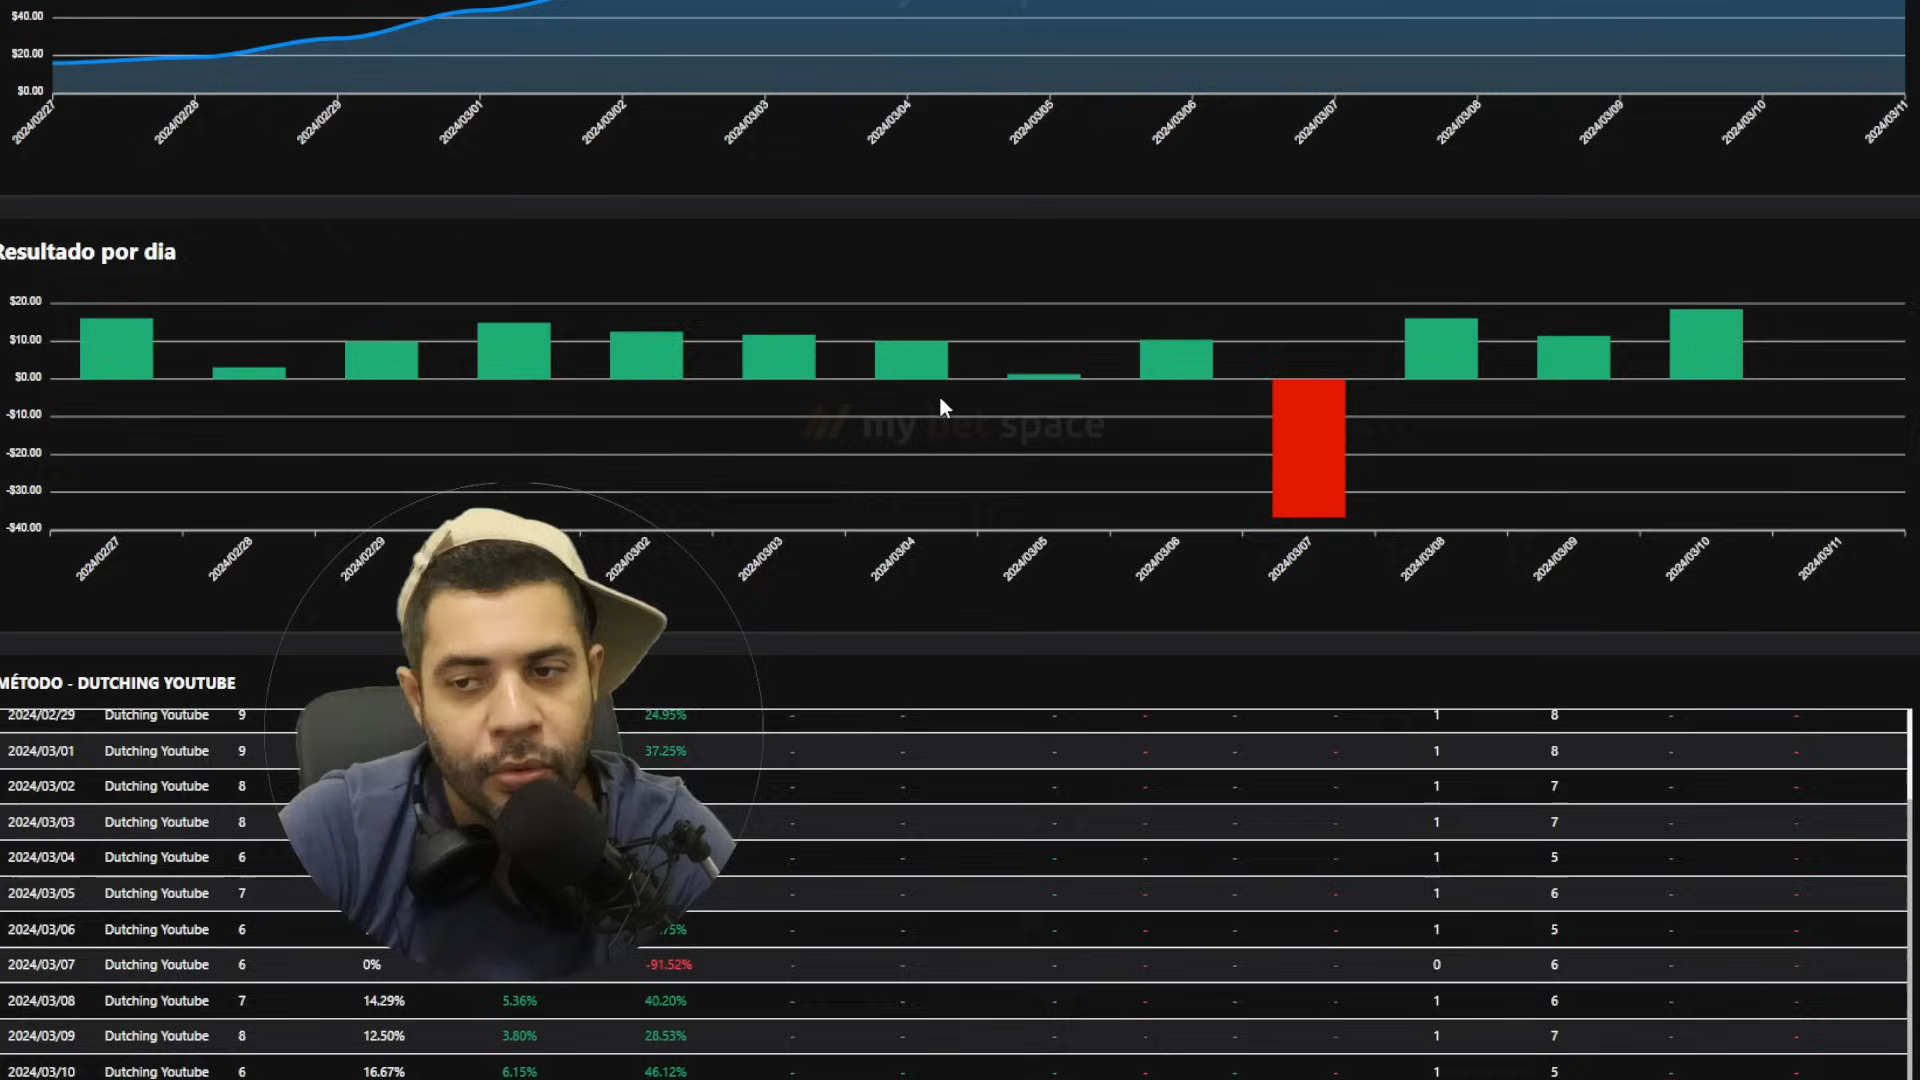 $40.00
$20.00
$0.00
2024/02/27 2024/02/28 2024/02/29 2024/03/01 2024/03/02 2024/03/03 2024/03/04 2024/03/05 2024/03/06 2024/03/07 2024/03/08 2024/03/09 2024/03/10 2024/03/11
Resultado por dia
$20.00
$10.00
$0.00
-$10.00
my bet space
-$20.00
-$30.00
-$40.00
2024/02/27 2024/02/28 2024/02/29 2024/03/02 2024/03/03 2024/03/04 2024/03/05 2024/03/06 2024/03/07 2024/03/08 2024/03/09 2024/03/10 2024/03/11
MÉTODO - DUTCHING YOUTUBE
2024/02/29 Dutching Youtube 9 24.95% - - - - - - 1 8 - -
2024/03/01 Dutching Youtube 9 37.25% - - - - - - 1 8 - -
2024/03/02 Dutching Youtube 8 - - - - - - 1 7 - -
2024/03/03 Dutching Youtube 8 - - - - - - 1 7 - -
2024/03/04 Dutching Youtube 6 - - - - - - 1 5 - -
2024/03/05 Dutching Youtube 7 - - - - - - 1 6 - -
2024/03/06 Dutching Youtube 6 .75% - - - - - - 1 5 - -
2024/03/07 Dutching Youtube 6 0% -91.52% - - - - - - 0 6 - -
2024/03/08 Dutching Youtube 7 14.29% 5.36% 40.20% - - - - - - 1 6 - -
2024/03/09 Dutching Youtube 8 12.50% 3.80% 28.53% - - - - - - 1 7 - -
2024/03/10 Dutching Youtube 6 16.67% 6.15% 46.12% - - - - - - 1 5 - -